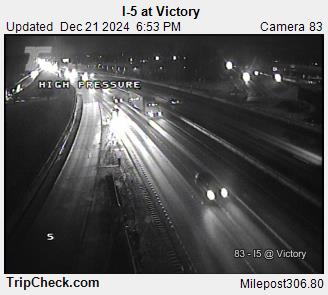 I-5 at Victory
Updated Dec 21 2024 6:53 PM Camera 83
HIGH PRESSURE
S
83 - I5 @ Victory
TripCheck.com Milepost306.80